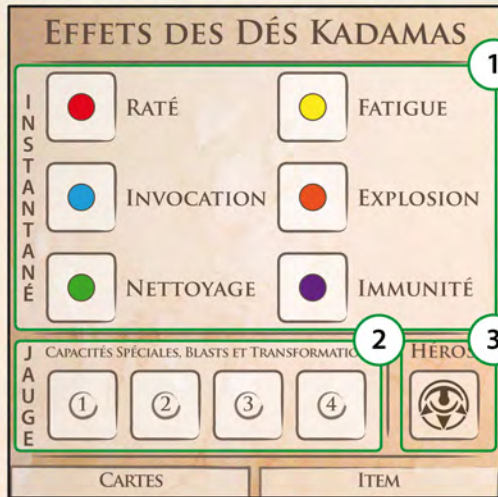 EFFETS DES DÉS KADAMAS
1
INSTANTANÉ
RATÉ
FATIGUE
INVOCATION
EXPLOSION
NETTOYAGE
IMMUNITÉ
2
3
JAUGE
CAPACITÉS SPÉCIALES, BLASTS ET
HÉROS
1
2
3
4
CARTES
ITEM